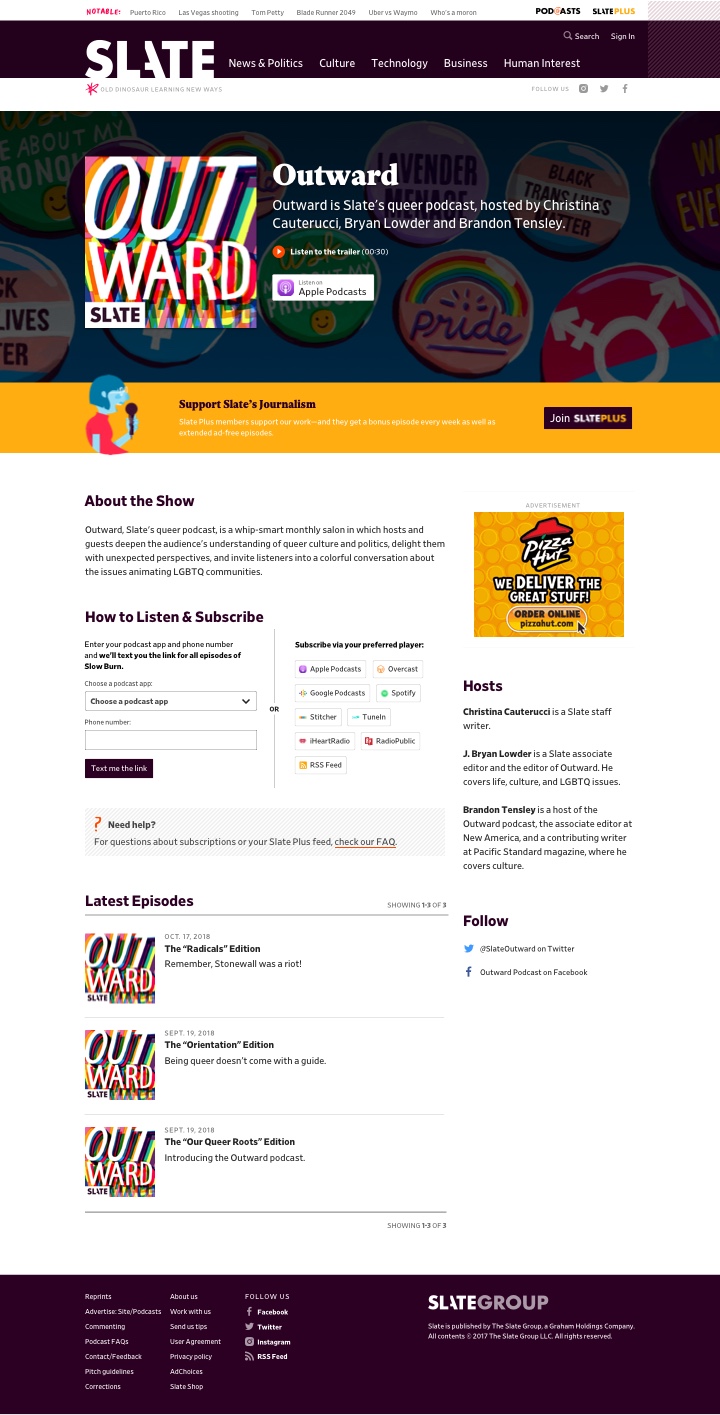 NOTABLE: Puerto Rico Las Vegas shooting Tom Petty Blade Runner 2049 Uber vs Waymo Who's a moron PODCASTS SLATEPLUS
Search Sign In
SLATE News & Politics Culture Technology Business Human Interest
OLD DINOSAUR LEARNING NEW WAYS FOLLOW US
OUT
WARD
SLATE
Outward
Outward is Slate's queer podcast, hosted by Christina
Cauterucci, Bryan Lowder and Brandon Tensley.
Listen to the trailer (00:30)
Listen on
Apple Podcasts
LAVENDER
MENACE
BLACK
TRANS LIVES
MATTER
pride
Support Slate's Journalism
Slate Plus members support our work—and they get a bonus episode every week as well as
extended ad-free episodes.
Join SLATEPLUS
About the Show
Outward, Slate's queer podcast, is a whip-smart monthly salon in which hosts and
guests deepen the audience's understanding of queer culture and politics, delight them
with unexpected perspectives, and invite listeners into a colorful conversation about
the issues animating LGBTQ communities.
ADVERTISEMENT
Pizza
Hut
WE DELIVER THE
GREAT STUFF!
ORDER ONLINE
pizzahut.com
How to Listen & Subscribe
Enter your podcast app and phone number
and we'll text you the link for all episodes of
Slow Burn.
Choose a podcast app:
Choose a podcast app
Phone number:
Text me the link
OR
Subscribe via your preferred player:
Apple Podcasts Overcast
Google Podcasts Spotify
Stitcher TuneIn
iHeartRadio RadioPublic
RSS Feed
Need help?
For questions about subscriptions or your Slate Plus feed, check our FAQ.
Hosts
Christina Cauterucci is a Slate staff
writer.
J. Bryan Lowder is a Slate associate
editor and the editor of Outward. He
covers life, culture, and LGBTQ issues.
Brandon Tensley is a host of the
Outward podcast, the associate editor at
New America, and a contributing writer
at Pacific Standard magazine, where he
covers culture.
Follow
@SlateOutward on Twitter
Outward Podcast on Facebook
Latest Episodes SHOWING 1-3 OF 3
OUT
WARD
SLATE
OCT. 17, 2018
The “Radicals” Edition
Remember, Stonewall was a riot!
OUT
WARD
SLATE
SEPT. 19, 2018
The “Orientation” Edition
Being queer doesn't come with a guide.
OUT
WARD
SLATE
SEPT. 19, 2018
The “Our Queer Roots” Edition
Introducing the Outward podcast.
SHOWING 1-3 OF 3
Reprints
Advertise: Site/Podcasts
Commenting
Podcast FAQs
Contact/Feedback
Pitch guidelines
Corrections
About us
Work with us
Send us tips
User Agreement
Privacy policy
AdChoices
Slate Shop
FOLLOW US
Facebook
Twitter
Instagram
RSS Feed
SLATEGROUP
Slate is published by The Slate Group, a Graham Holdings Company.
All contents © 2017 The Slate Group LLC. All rights reserved.